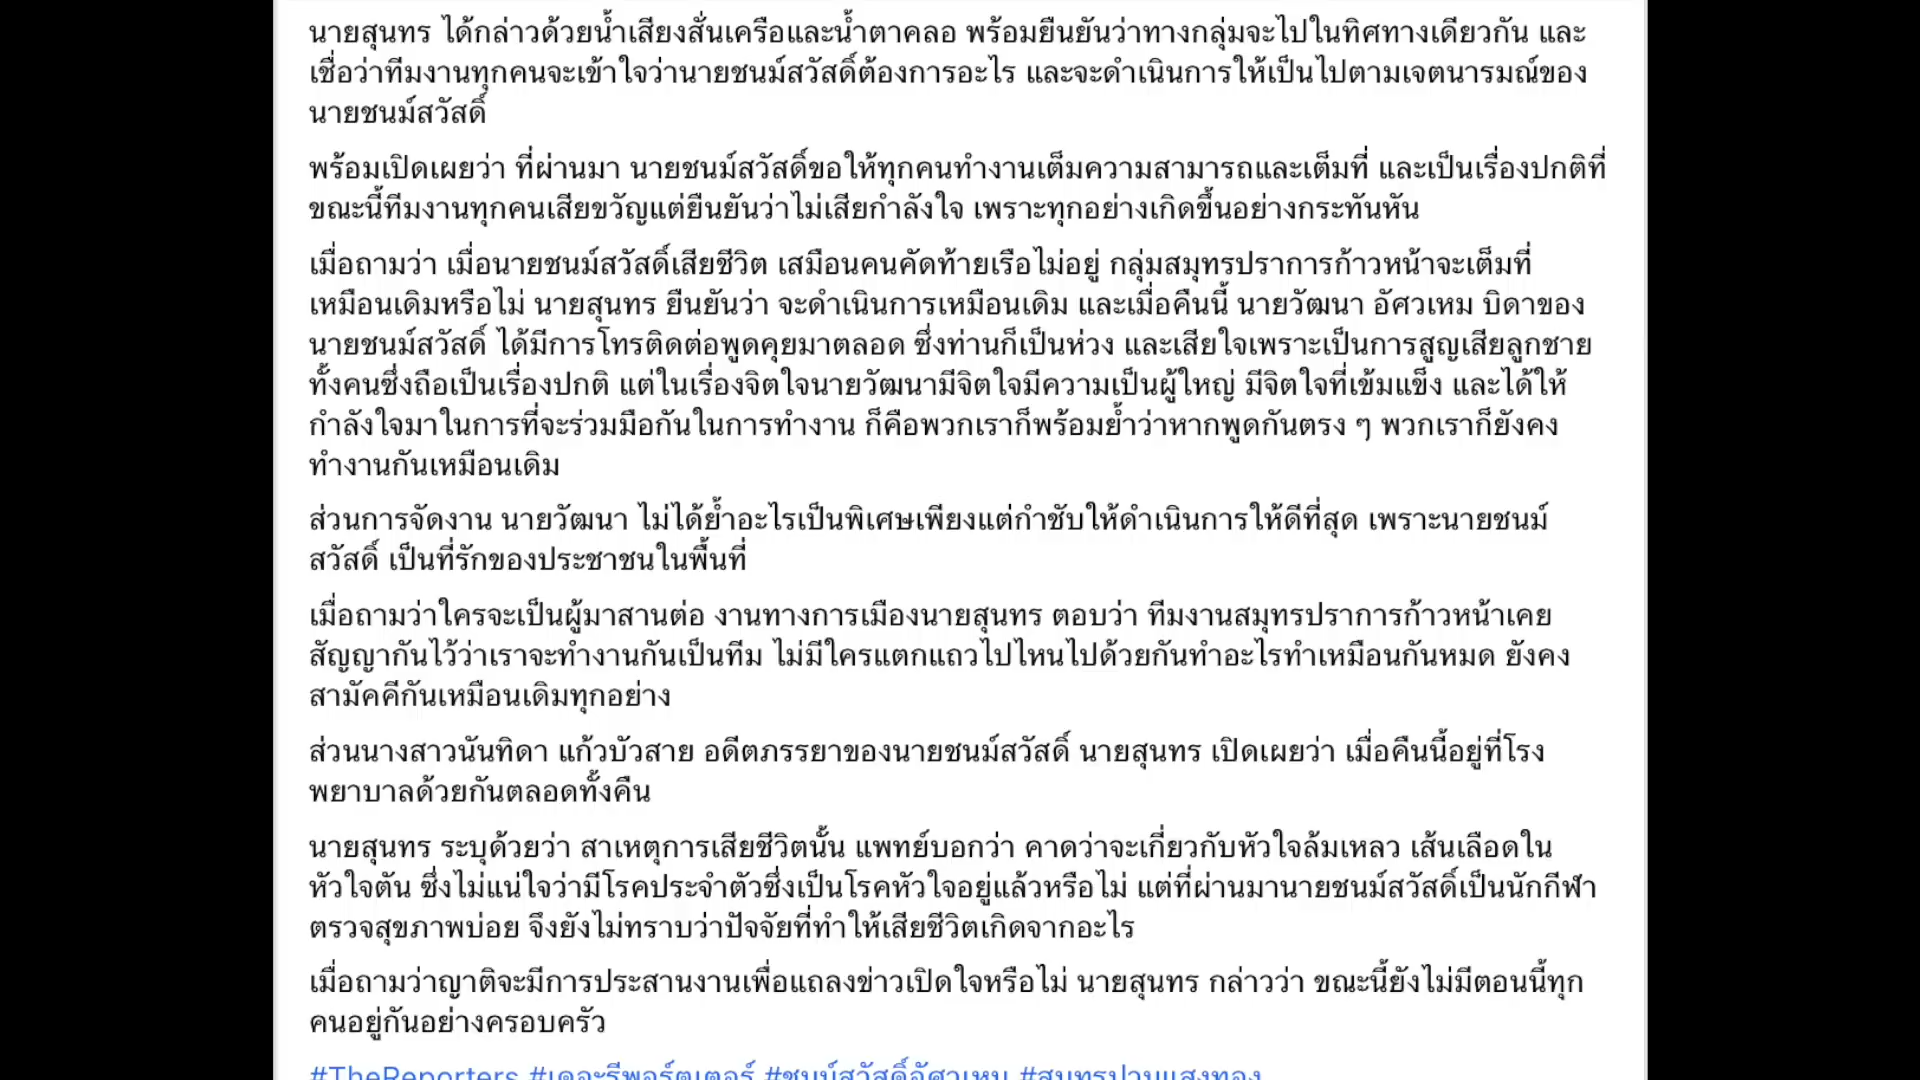 นายสุนทร ได้กล่าวด้วยน้ำเสียงสั่นเครือและน้ำตาคลอ พร้อมยืนยันว่าทางกลุ่มจะไปในทิศทางเดียวกัน และ
เชื่อว่าทีมงานทุกคนจะเข้าใจว่านายชนม์สวัสดิ์ต้องการอะไร และจะดำเนินการให้เป็นไปตามเจตนารมณ์ของ
นายชนม์สวัสดิ์
พร้อมเปิดเผยว่า ที่ผ่านมา นายชนม์สวัสดิ์ขอให้ทุกคนทำงานเต็มความสามารถและเต็มที่ และเป็นเรื่องปกติที่
ขณะนี้ทีมงานทุกคนเสียขวัญแต่ยืนยันว่าไม่เสียกำลังใจ เพราะทุกอย่างเกิดขึ้นอย่างกระทันหัน
เมื่อถามว่า เมื่อนายชนม์สวัสดิ์เสียชีวิต เสมือนคนคัดท้ายเรือไม่อยู่ กลุ่มสมุทรปราการก้าวหน้าจะเต็มที่
เหมือนเดิมหรือไม่ นายสุนทร ยืนยันว่า จะดำเนินการเหมือนเดิม และเมื่อคืนนี้ นายวัฒนา อัศวเหม บิดาของ
นายชนม์สวัสดิ์ ได้มีการโทรติดต่อพูดคุยมาตลอด ซึ่งท่านก็เป็นห่วง และเสียใจเพราะเป็นการสูญเสียลูกชาย
ทั้งคนซึ่งถือเป็นเรื่องปกติ แต่ในเรื่องจิตใจนายวัฒนามีจิตใจมีความเป็นผู้ใหญ่ มีจิตใจที่เข้มแข็ง และได้ให้
กำลังใจมาในการที่จะร่วมมือกันในการทำงาน ก็คือพวกเราก็พร้อมย้ำว่าหากพูดกันตรง ๆ พวกเราก็ยังคง
ทำงานกันเหมือนเดิม
ส่วนการจัดงาน นายวัฒนา ไม่ได้ย้ำอะไรเป็นพิเศษเพียงแต่กำชับให้ดำเนินการให้ดีที่สุด เพราะนายชนม์
สวัสดิ์ เป็นที่รักของประชาชนในพื้นที่
เมื่อถามว่าใครจะเป็นผู้มาสานต่อ งานทางการเมืองนายสุนทร ตอบว่า ทีมงานสมุทรปราการก้าวหน้าเคย
สัญญากันไว้ว่าเราจะทำงานกันเป็นทีม ไม่มีใครแตกแถวไปไหนไปด้วยกันทำอะไรทำเหมือนกันหมด ยังคง
สามัคคีกันเหมือนเดิมทุกอย่าง
ส่วนนางสาวนันทิดา แก้วบัวสาย อดีตภรรยาของนายชนม์สวัสดิ์ นายสุนทร เปิดเผยว่า เมื่อคืนนี้อยู่ที่โรง
พยาบาลด้วยกันตลอดทั้งคืน
นายสุนทร ระบุด้วยว่า สาเหตุการเสียชีวิตนั้น แพทย์บอกว่า คาดว่าจะเกี่ยวกับหัวใจล้มเหลว เส้นเลือดใน
หัวใจตัน ซึ่งไม่แน่ใจว่ามีโรคประจำตัวซึ่งเป็นโรคหัวใจอยู่แล้วหรือไม่ แต่ที่ผ่านมานายชนม์สวัสดิ์เป็นนักกีฬา
ตรวจสุขภาพบ่อย จึงยังไม่ทราบว่าปัจจัยที่ทำให้เสียชีวิตเกิดจากอะไร
เมื่อถามว่าญาติจะมีการประสานงานเพื่อแถลงข่าวเปิดใจหรือไม่ นายสุนทร กล่าวว่า ขณะนี้ยังไม่มีตอนนี้ทุก
คนอยู่กันอย่างครอบครัว
#TheReporters #เดอะรีพอร์ตเตอร์ #ชนม์สวัสดิ์อัศวเหม #สุนทรปานแสงทอง